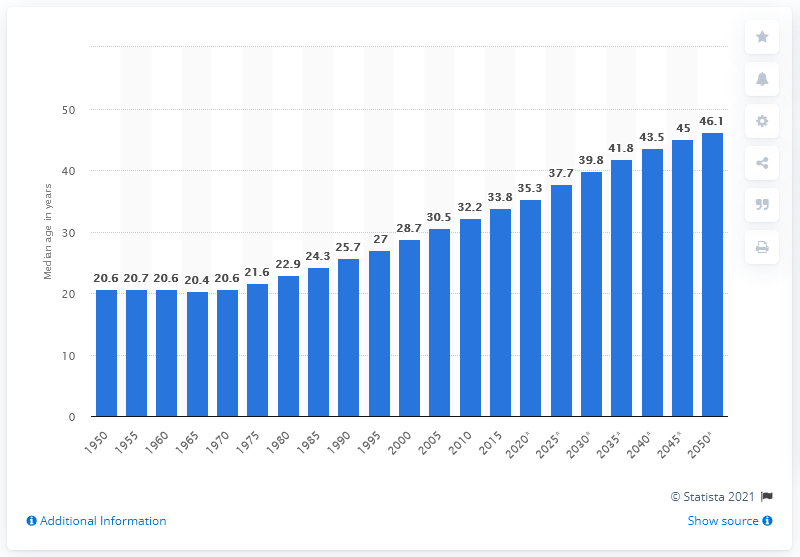 Median age in years
50
40
30
20
10
0
20.6 20.7 20.6 20.4 20.6 21.6 22.9 24.3 25.7 27 28.7 30.5 32.2 33.8 35.3 37.7 39.8 41.8 43.5 45 46.1
1950 1955 1960 1965 1970 1975 1980 1985 1990 1995 2000 2005 2010 2015 2020* 2025* 2030* 2035* 2040* 2045* 2050*
© Statista 2021
Additional Information
Show source